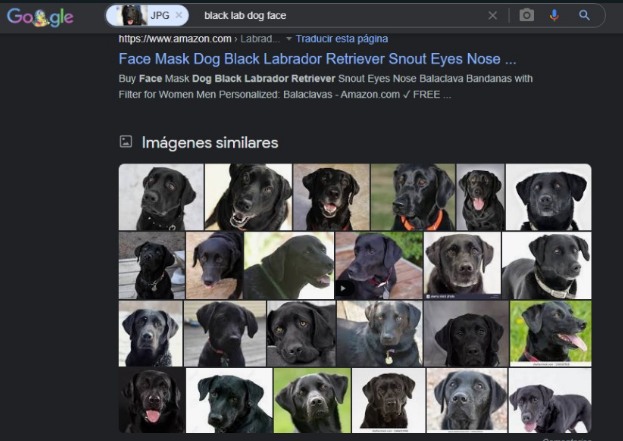 Google JPG × black lab dog face
https://www.amazon.com › Labrad... Traducir esta página
Face Mask Dog Black Labrador Retriever Snout Eyes Nose ...
Buy Face Mask Dog Black Labrador Retriever Snout Eyes Nose Balaclava Bandanas with
Filter for Women Men Personalized: Balaclavas - Amazon.com ✓ FREE ...
Imágenes similares